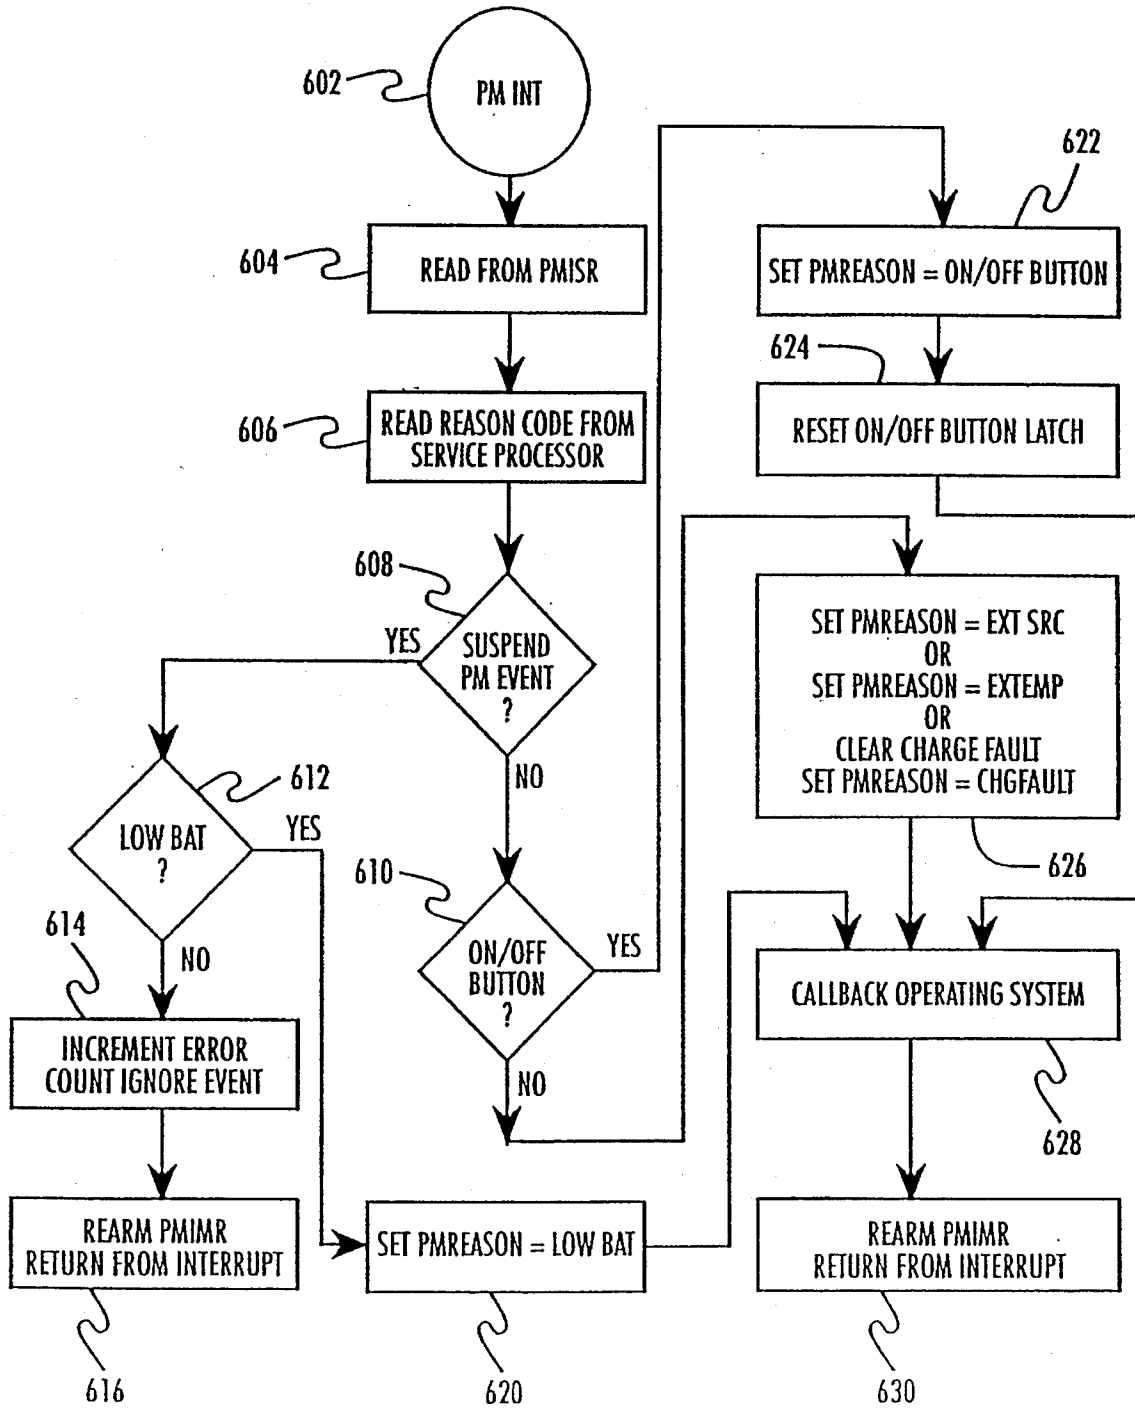 602
PM INT
604
READ FROM PMISR
606
READ REASON CODE FROM
SERVICE PROCESSOR
608
YES
SUSPEND
PM EVENT
?
NO
612
LOW BAT
?
YES
NO
610
ON/OFF
BUTTON
?
YES
NO
614
INCREMENT ERROR
COUNT IGNORE EVENT
REARM PMIMR
RETURN FROM INTERRUPT
616
SET PMREASON = LOW BAT
620
622
SET PMREASON = ON/OFF BUTTON
624
RESET ON/OFF BUTTON LATCH
SET PMREASON = EXT SRC
OR
SET PMREASON = EXTEMP
OR
CLEAR CHARGE FAULT
SET PMREASON = CHGFAULT
626
CALLBACK OPERATING SYSTEM
628
REARM PMIMR
RETURN FROM INTERRUPT
630